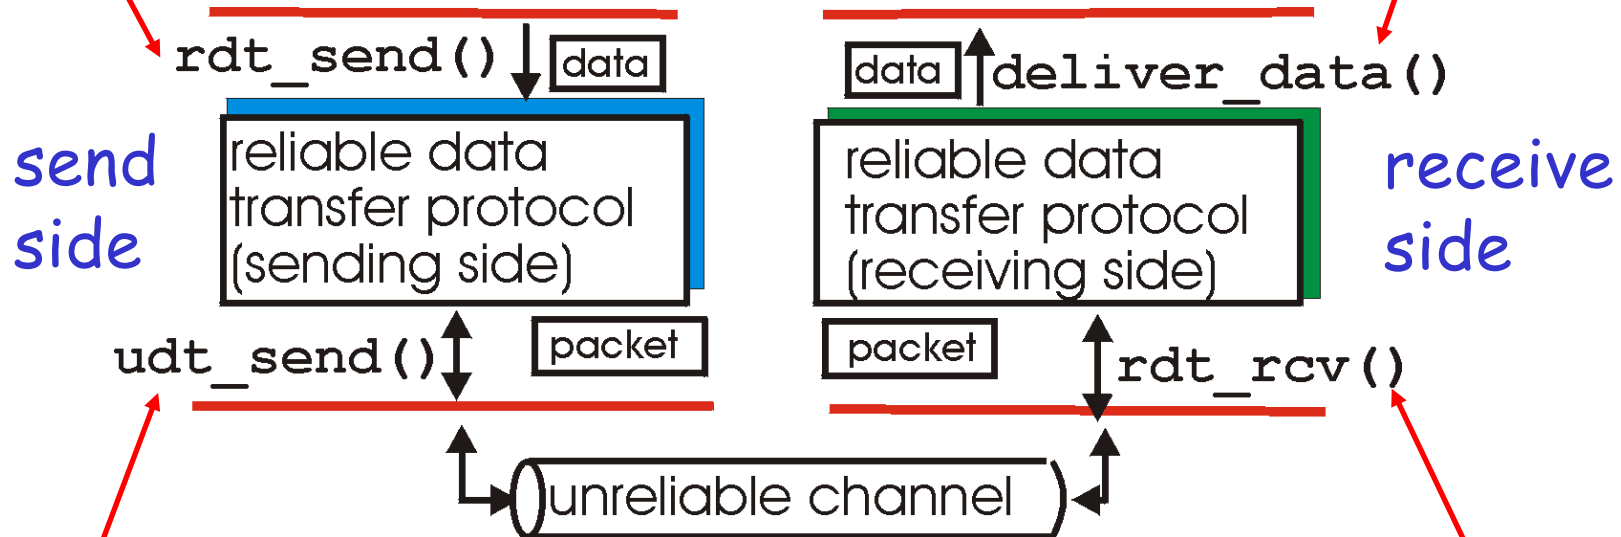 rdt_send()
data
data
deliver_data()
send
side
reliable data
transfer protocol
(sending side)
reliable data
transfer protocol
(receiving side)
receive
side
udt_send()
packet
packet
rdt_rcv()
unreliable channel